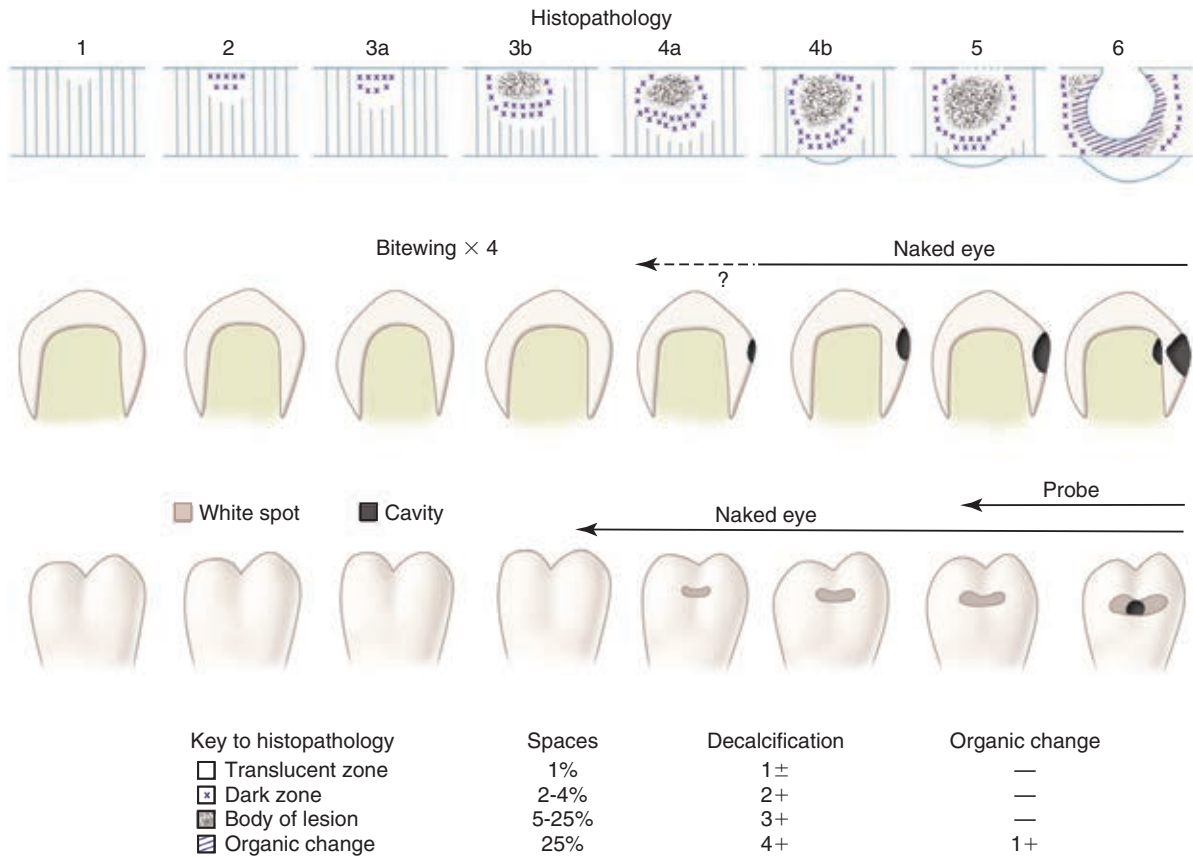 Histopathology
1 2 3a 3b 4a 4b 5 6
Bitewing × 4
Naked eye
?
Probe
White spot Cavity
Naked eye
Key to histopathology Spaces Decalcification Organic change
Translucent zone 1% 1± —
Dark zone 2-4% 2+ —
Body of lesion 5-25% 3+ —
Organic change 25% 4+ 1+